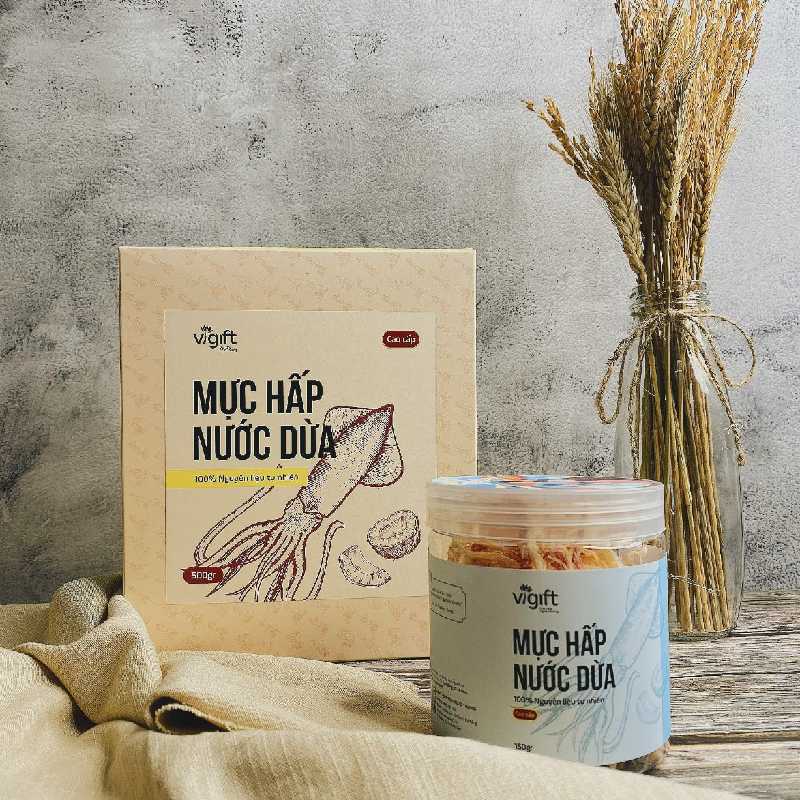 vigift
Cao cấp
MỰC HẤP
NƯỚC DỪA
100% Nguyên liệu tự nhiên
500gr
vigift
MỰC HẤP
NƯỚC DỪA
100% Nguyên liệu tự nhiên
Cao cấp
150gr